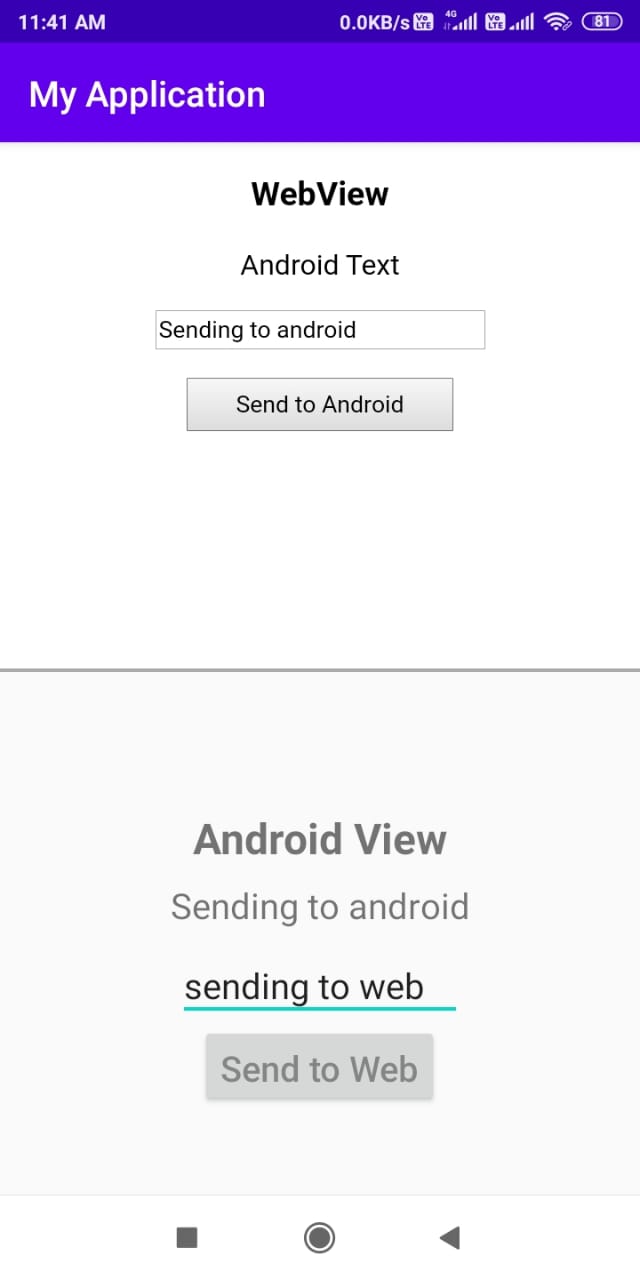 11:41 AM 0.0KB/s Vo LTE 4G Vo LTE 81
My Application
WebView
Android Text
Sending to android
Send to Android
Android View
Sending to android
sending to web
Send to Web